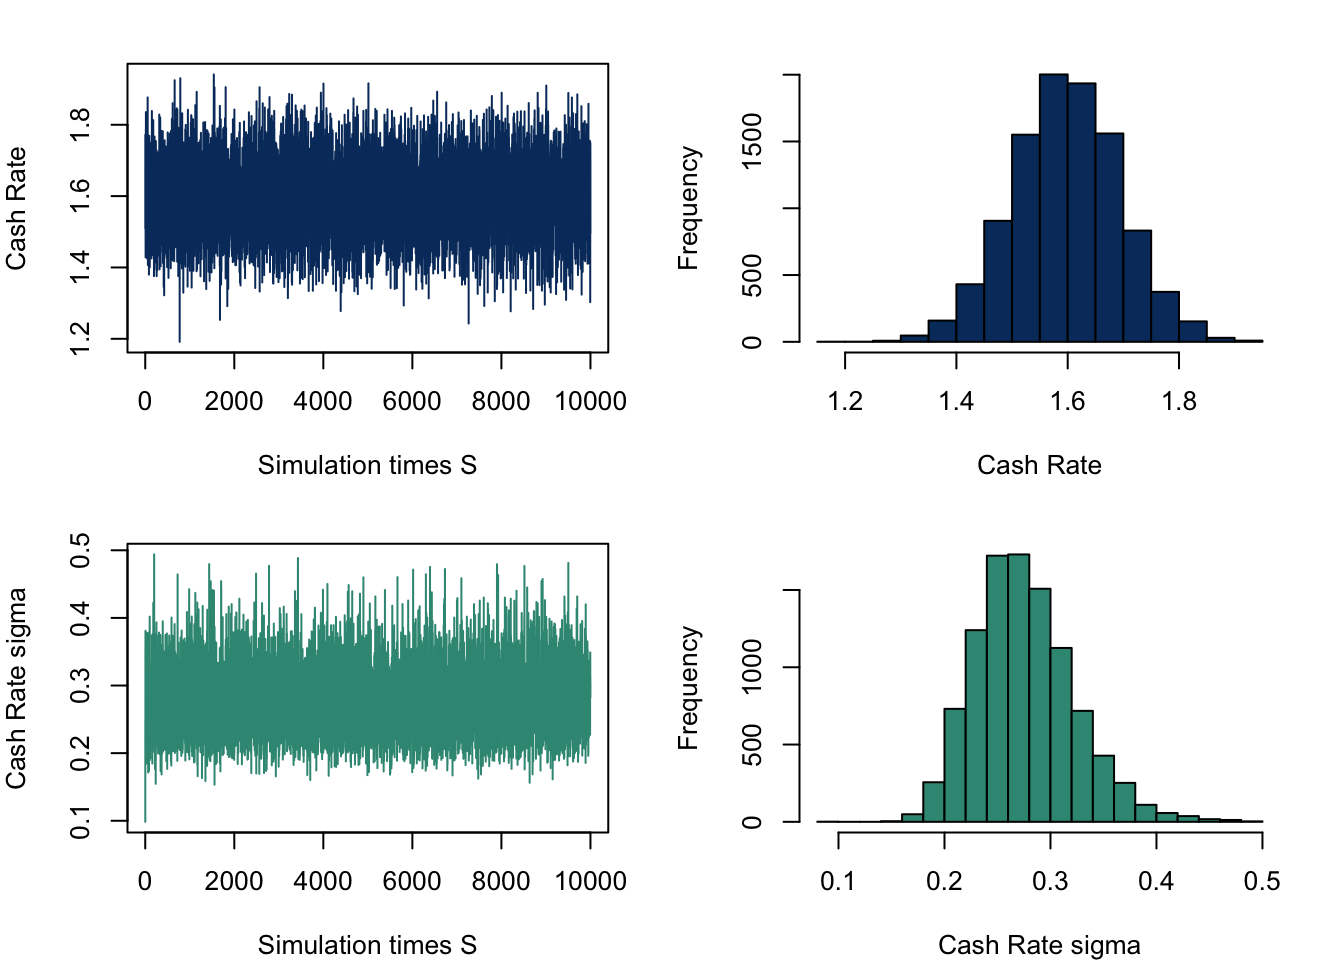 Cash Rate
1.2 1.4 1.6 1.8
0 2000 4000 6000 8000 10000
Simulation times S
Frequency
0 500 1500
1.2 1.4 1.6 1.8
Cash Rate
Cash Rate sigma
0.1 0.2 0.3 0.4 0.5
0 2000 4000 6000 8000 10000
Simulation times S
Frequency
0 500 1000
0.1 0.2 0.3 0.4 0.5
Cash Rate sigma